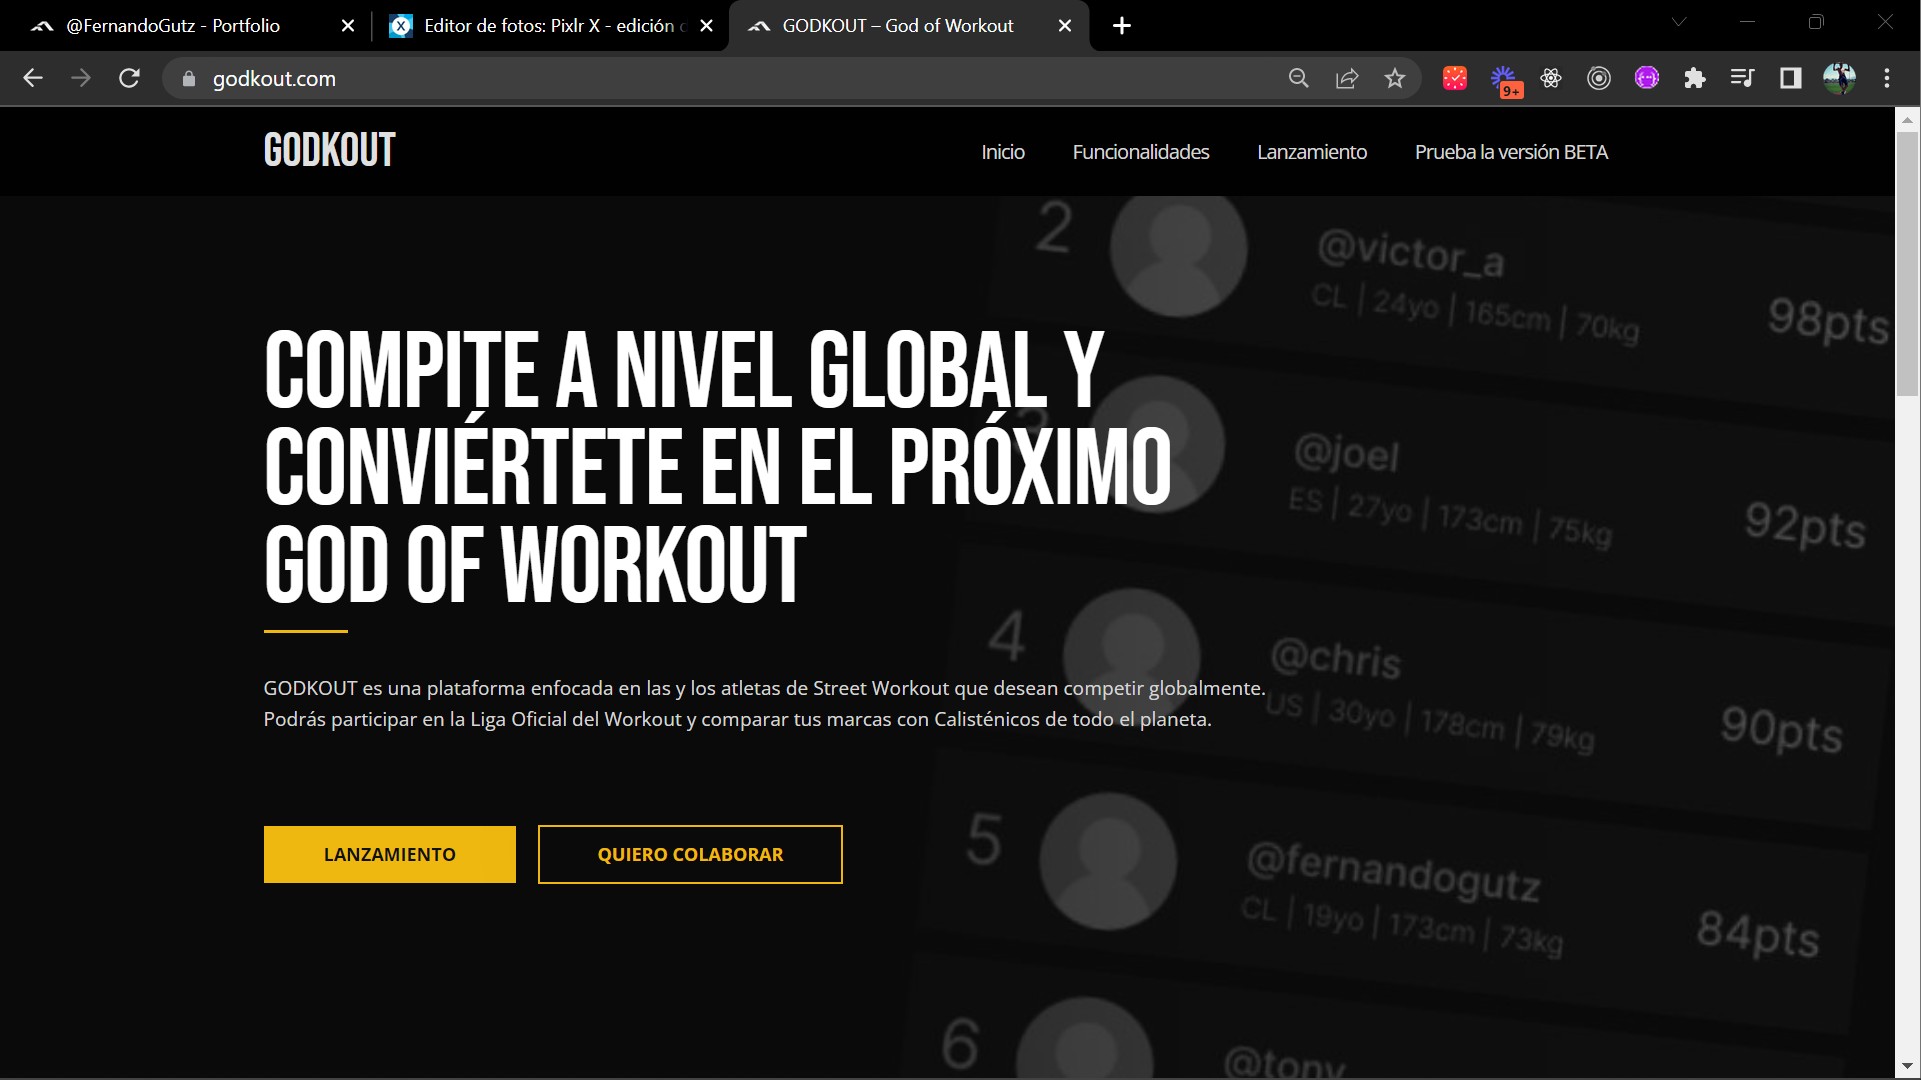 @FernandoGutz - Portfolio
Editor de fotos: Pixlr X - edición
GODKOUT – God of Workout
godkout.com
9+
GODKOUT
Inicio
Funcionalidades
Lanzamiento
Prueba la versión BETA
COMPITE A NIVEL GLOBAL Y
CONVIÉRTETE EN EL PRÓXIMO
GOD OF WORKOUT
GODKOUT es una plataforma enfocada en las y los atletas de Street Workout que desean competir globalmente.
Podrás participar en la Liga Oficial del Workout y comparar tus marcas con Calisténicos de todo el planeta.
LANZAMIENTO
QUIERO COLABORAR
2
@victor_a
CL | 24yo | 165cm | 70kg
98pts
3
@joel
ES | 27yo | 173cm | 75kg
92pts
4
@chris
US | 30yo | 178cm | 79kg
90pts
5
@fernandogutz
CL | 19yo | 173cm | 73kg
84pts
6
@tony